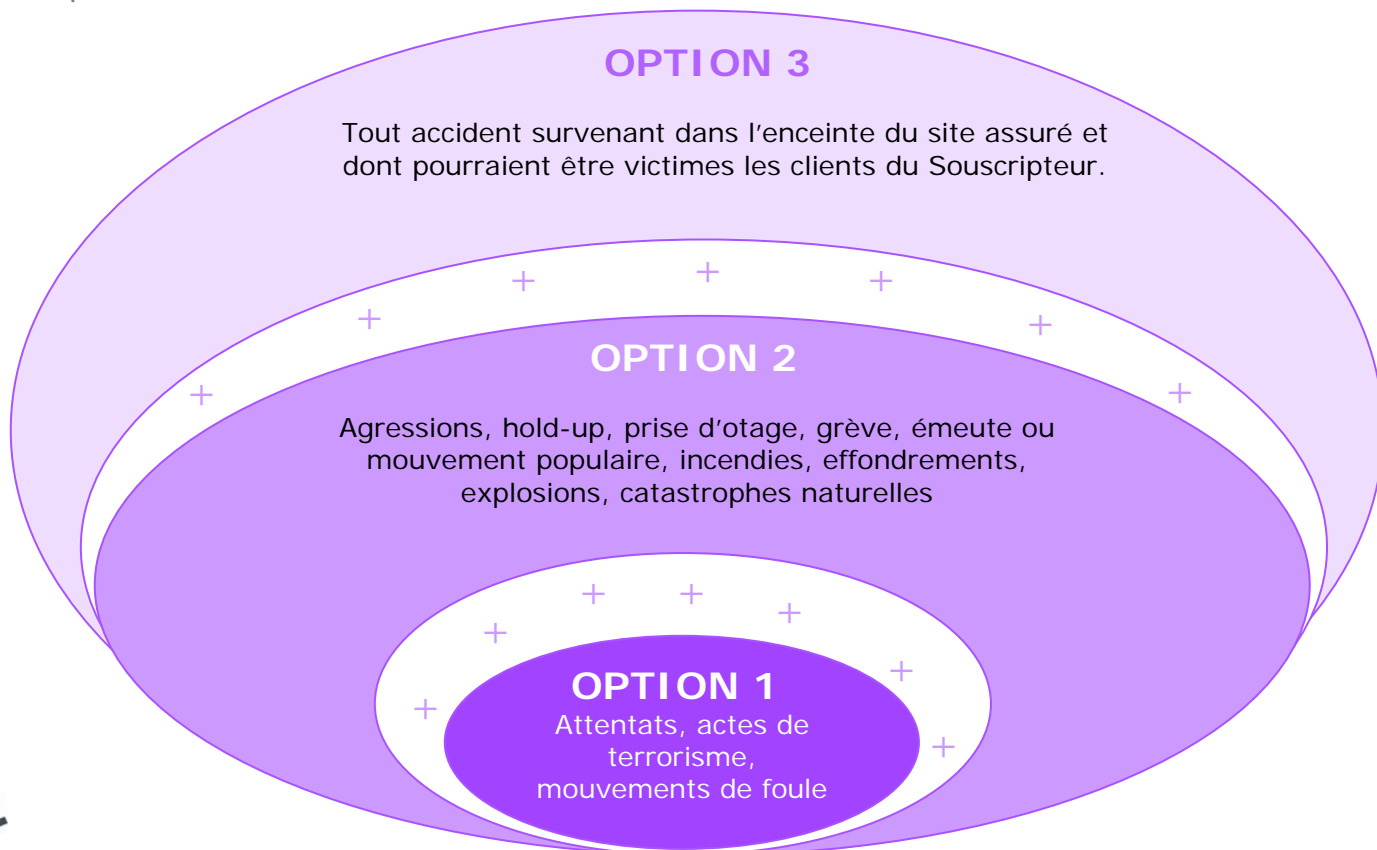 OPTION 3
Tout accident survenant dans l'enceinte du site assuré et
dont pourraient être victimes les clients du Souscripteur.
+ + + + + + +
OPTION 2
Agressions, hold-up, prise d'otage, grève, émeute ou
mouvement populaire, incendies, effondrements,
explosions, catastrophes naturelles
+ + + + + + +
OPTION 1
Attentats, actes de
terrorisme,
mouvements de foule